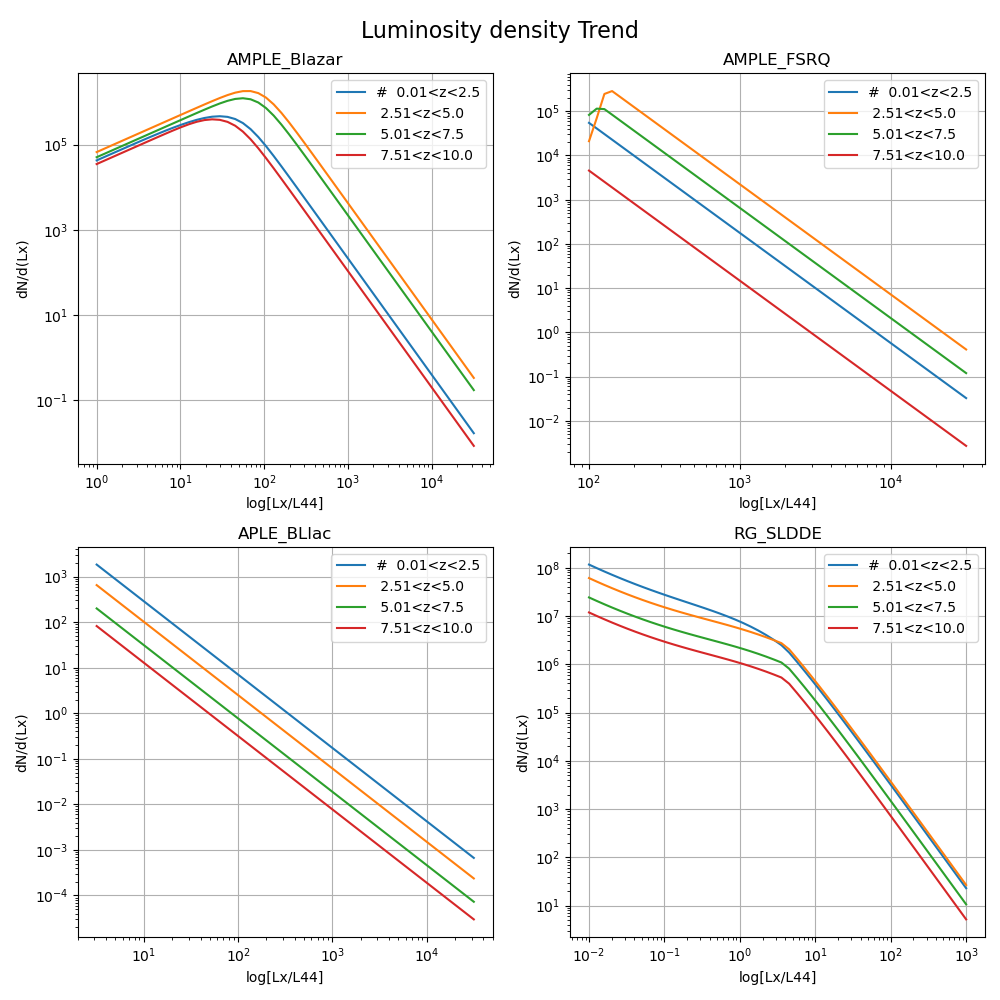 Luminosity density Trend
AMPLE_Blazar
dN/d(Lx)
10^5
10^3
10^1
10^-1
# 0.01<z<2.5
2.51<z<5.0
5.01<z<7.5
7.51<z<10.0
10^0 10^1 10^2 10^3 10^4
log[Lx/L44]
AMPLE_FSRQ
dN/d(Lx)
10^5
10^4
10^3
10^2
10^1
10^0
10^-1
10^-2
# 0.01<z<2.5
2.51<z<5.0
5.01<z<7.5
7.51<z<10.0
10^2 10^3 10^4
log[Lx/L44]
APLE_BLlac
dN/d(Lx)
10^3
10^2
10^1
10^0
10^-1
10^-2
10^-3
10^-4
# 0.01<z<2.5
2.51<z<5.0
5.01<z<7.5
7.51<z<10.0
10^1 10^2 10^3 10^4
log[Lx/L44]
RG_SLDDE
dN/d(Lx)
10^8
10^7
10^6
10^5
10^4
10^3
10^2
10^1
# 0.01<z<2.5
2.51<z<5.0
5.01<z<7.5
7.51<z<10.0
10^-2 10^-1 10^0 10^1 10^2 10^3
log[Lx/L44]